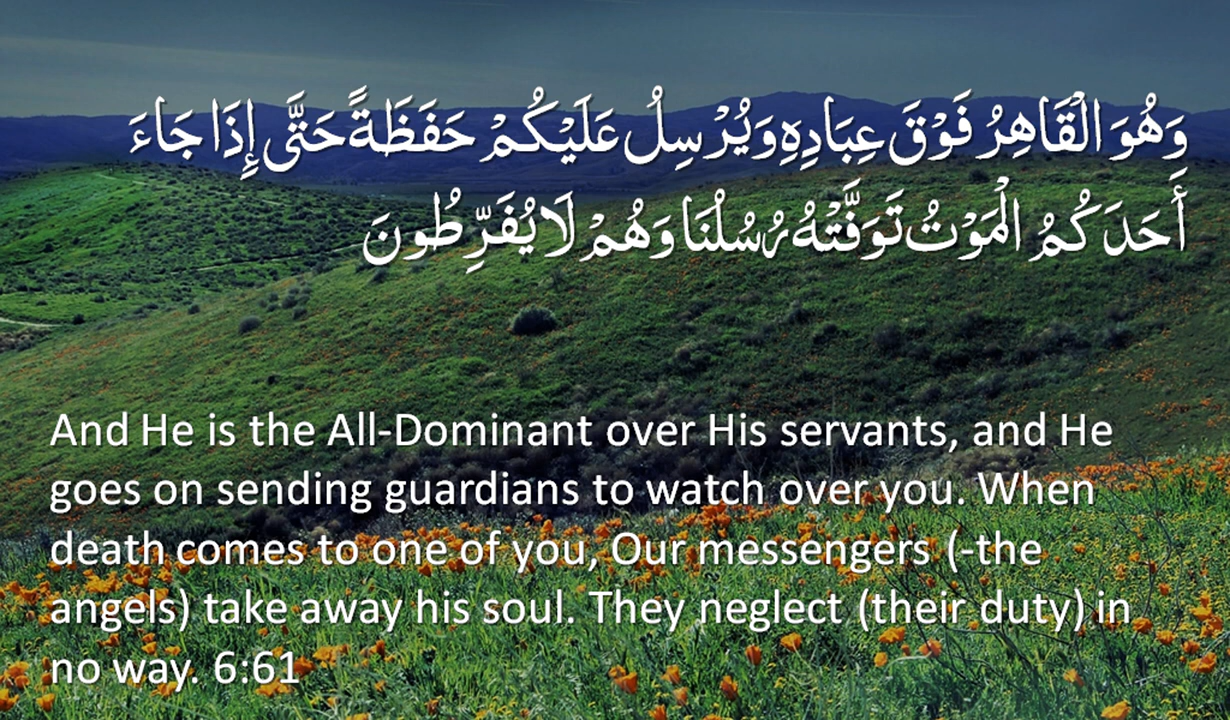 وَهُوَ الْقَاهِرُ فَوْقَ عِبَادِهِ وَيُرْسِلُ عَلَيْكُمْ حَفَظَةً حَتَّى إِذَا جَاءَ
أَحَدَكُمُ الْمَوْتُ تَوَفَّتْهُ رُسُلُنَا وَهُمْ لَا يُفَرِّطُونَ
And He is the All-Dominant over His servants, and He
goes on sending guardians to watch over you. When
death comes to one of you, Our messengers (-the
angels) take away his soul. They neglect (their duty) in
no way. 6:61